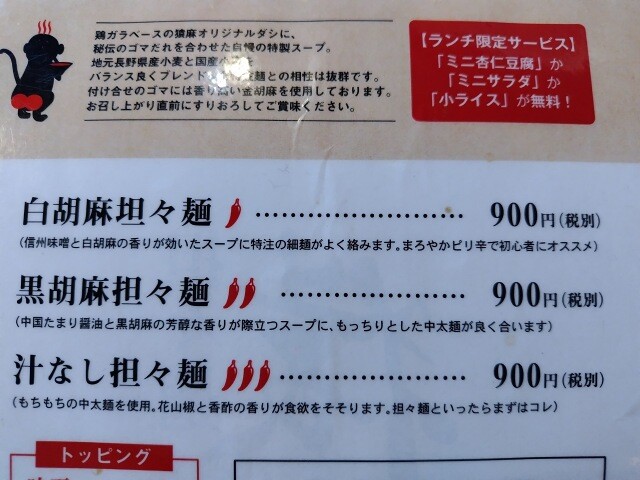 鶏ガラベースの猿麻オリジナルダシに、
秘伝のゴマだれを合わせた自慢の特製スープ。
地元長野県産小麦と国産小
バランス良くブレンド 麺との相性は抜群です。
付け合せのゴマには香り高い金胡麻を使用しております。
お召し上がり直前にすりおろしてご賞味ください。
【ランチ限定サービス】
「ミニ杏仁豆腐」か
「ミニサラダ」か
「小ライス」が無料！
白胡麻坦々麺 ……………………… 900円(税別)
(信州味噌と白胡麻の香りが効いたスープに特注の細麺がよく絡みます。まろやかピリ辛で初心者にオススメ)
黒胡麻担々麺 ……………………… 900円(税別)
(中国たまり醤油と黒胡麻の芳醇な香りが際立つスープに、もっちりとした中太麺が良く合います)
汁なし担々麺 ……………………… 900円(税別)
(もちもちの中太麺を使用。花山椒と香酢の香りが食欲をそそります。担々麺といったらまずはコレ)
トッピング